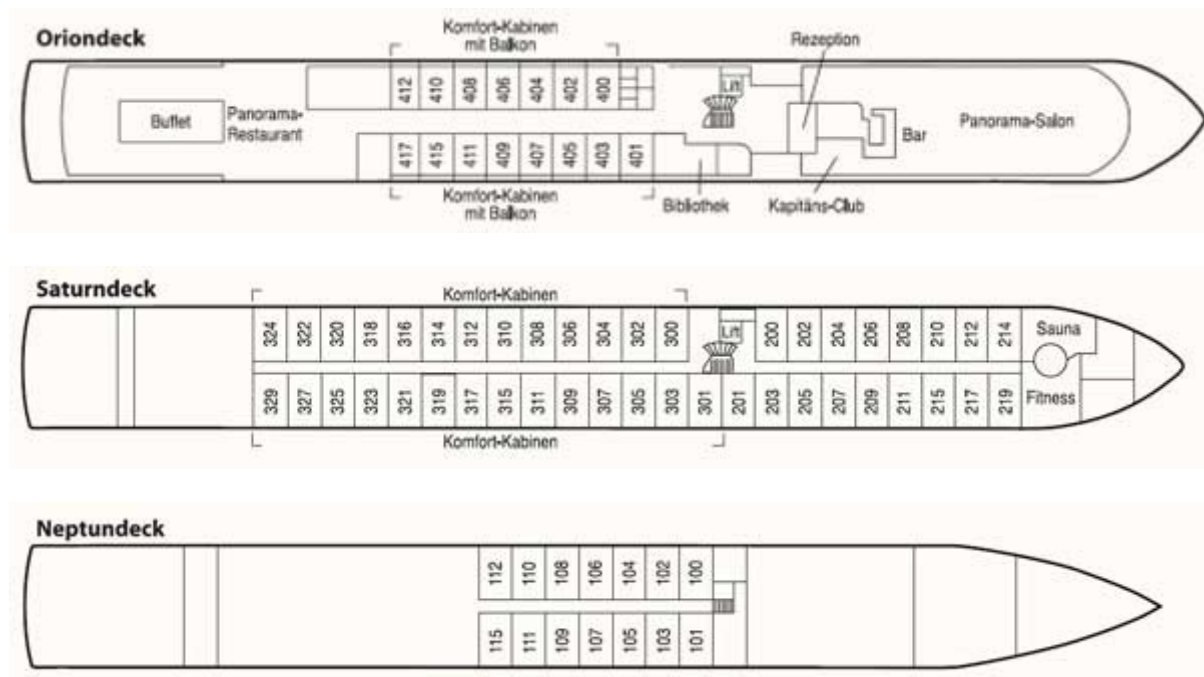 Oriondeck
Komfort-Kabinen
mit Balkon
Rezeption
412 410 408 406 404 402 400
Lift
Buffet
Panorama-
Restaurant
Bar
Panorama-Salon
417 415 411 409 407 405 403 401
Komfort-Kabinen
mit Balkon
Bibliothek
Kapitäns-Club
Saturndeck
Komfort-Kabinen
324 322 320 318 316 314 312 310 308 306 304 302 300
Lift
200 202 204 206 208 210 212 214
Sauna
329 327 325 323 321 319 317 315 311 309 307 305 303 301 201 203 205 207 209 211 215 217 219
Fitness
Komfort-Kabinen
Neptundeck
112 110 108 106 104 102 100
115 111 109 107 105 103 101